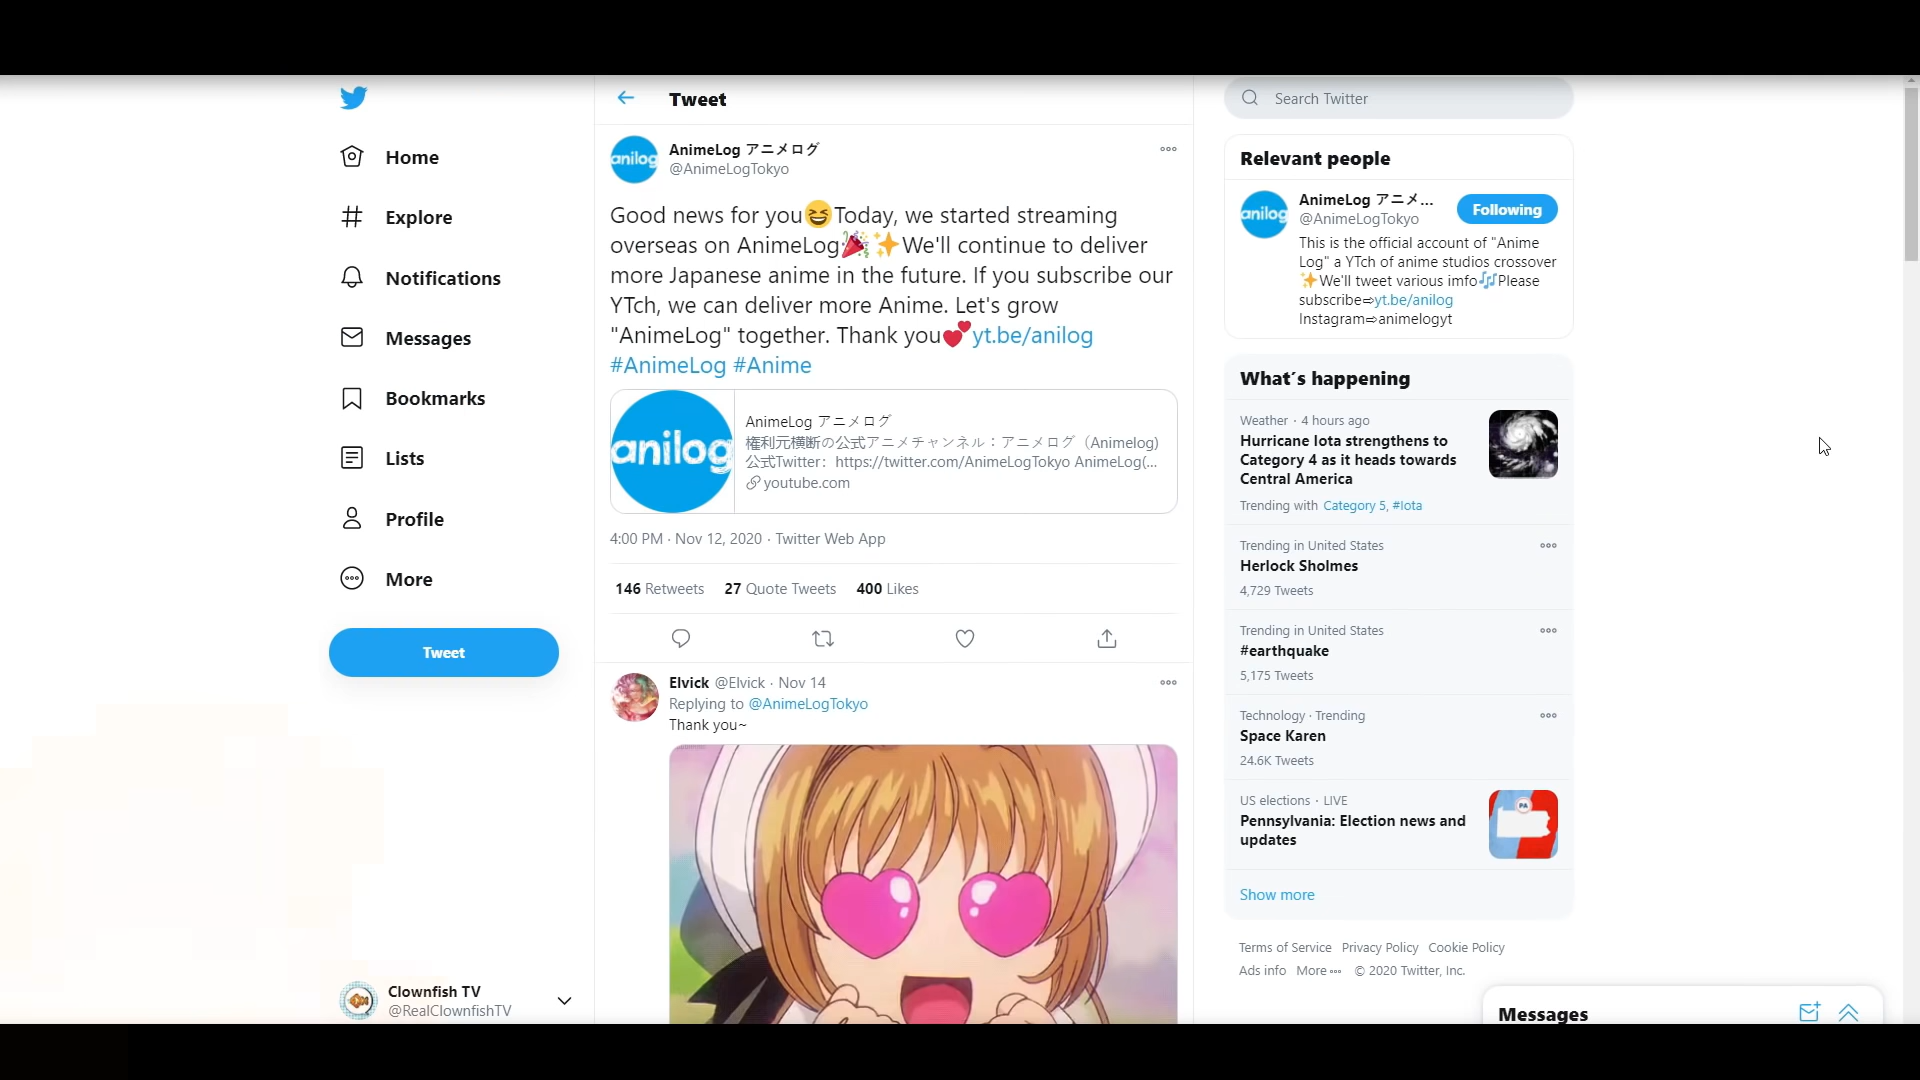 Home
Explore
Notifications
Messages
Bookmarks
Lists
Profile
More
Tweet
Clownfish TV
@RealClownfishTV
Tweet
anilog
AnimeLog アニメログ
@AnimeLogTokyo
Good news for you😆Today, we started streaming
overseas on AnimeLog🎉✨We'll continue to deliver
more Japanese anime in the future. If you subscribe our
YTch, we can deliver more Anime. Let's grow
"AnimeLog" together. Thank you💕yt.be/anilog
#AnimeLog #Anime
anilog
AnimeLog アニメログ
権利元横断の公式アニメチャンネル：アニメログ（Animelog)
公式Twitter：https://twitter.com/AnimeLogTokyo AnimeLog(...
youtube.com
4:00 PM · Nov 12, 2020 · Twitter Web App
146 Retweets 27 Quote Tweets 400 Likes
Elvick @Elvick · Nov 14
Replying to @AnimeLogTokyo
Thank you~
Search Twitter
Relevant people
anilog
AnimeLog アニメ...
@AnimeLogTokyo
Following
This is the official account of "Anime
Log" a YTch of anime studios crossover
✨We'll tweet various imfo🎶Please
subscribe⇨yt.be/anilog
Instagram⇨animelogyt
What's happening
Weather · 4 hours ago
Hurricane Iota strengthens to
Category 4 as it heads towards
Central America
Trending with Category 5, #Iota
Trending in United States
Herlock Sholmes
4,729 Tweets
Trending in United States
#earthquake
5,175 Tweets
Technology · Trending
Space Karen
24.6K Tweets
US elections · LIVE
Pennsylvania: Election news and
updates
PA
Show more
Terms of Service Privacy Policy Cookie Policy
Ads info More © 2020 Twitter, Inc.
Messages